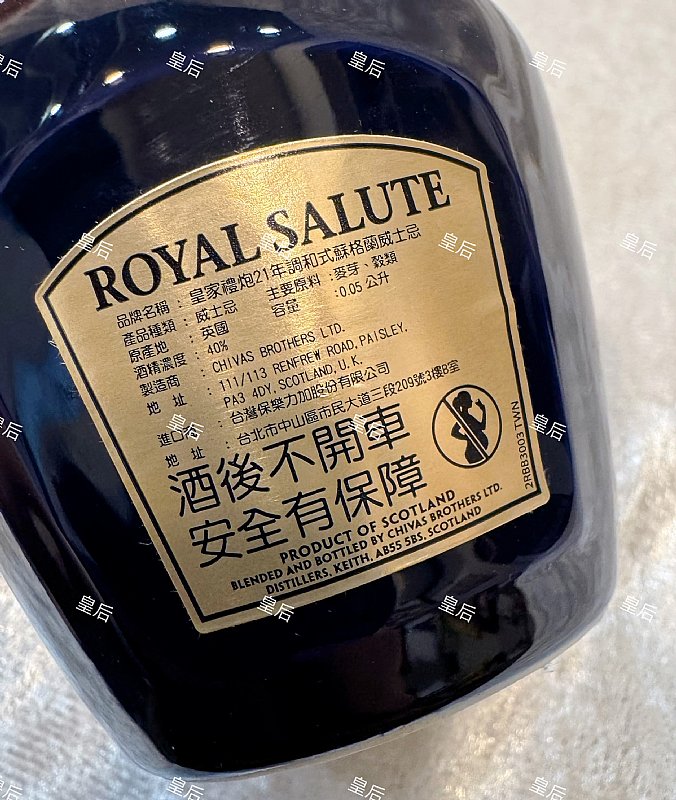 ROYAL SALUTE
品牌名稱：皇家禮炮21年調和式蘇格蘭威士忌
產品種類：威士忌 主要原料：麥芽、穀類
原產地：英國 容量：0.05 公升
酒精濃度：40%
製造商：CHIVAS BROTHERS LTD.
地址：111/113 RENFREW ROAD, PAISLEY,
PA3 4DY, SCOTLAND, U.K.
進口商：台灣保樂力加股份有限公司
地址：台北市中山區市民大道三段209號3樓B室
酒後不開車
安全有保障
PRODUCT OF SCOTLAND
BLENDED AND BOTTLED BY CHIVAS BROTHERS LTD.
DISTILLERS, KEITH, AB55 5BS, SCOTLAND
2RBB3003 TWN
皇后